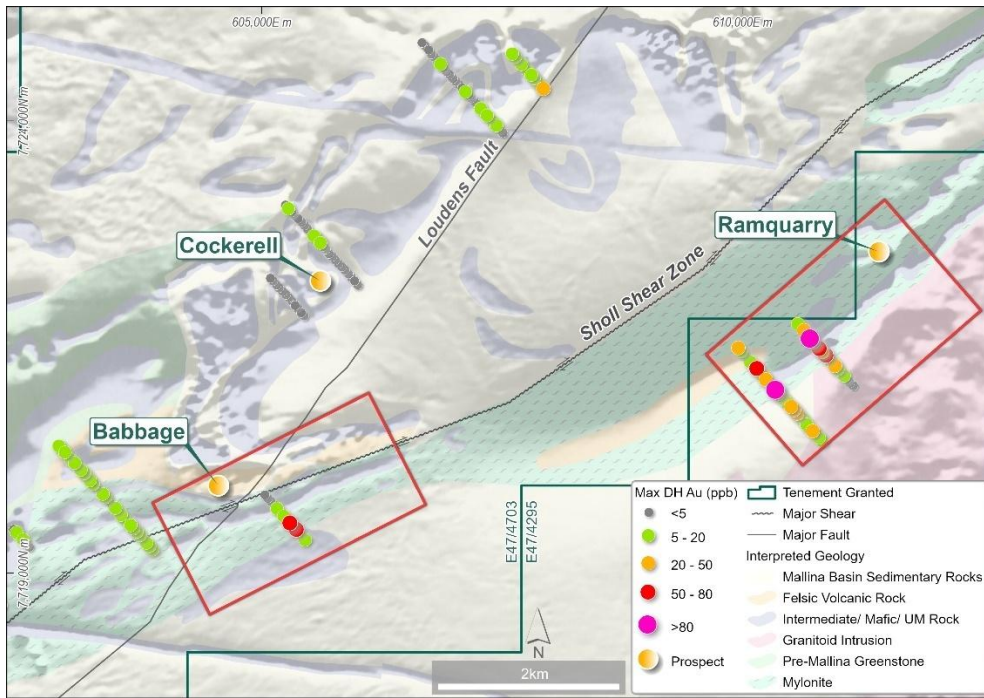 605,000E m
610,000E m
7,724,000N m
Loudens Fault
Cockerell
Ramquarry
Sholl Shear Zone
Babbage
7,719,000N m
E47/4703
E47/4295
2km
N
Max DH Au (ppb)
<5
5 - 20
20 - 50
50 - 80
>80
Prospect
Tenement Granted
Major Shear
Major Fault
Interpreted Geology
Mallina Basin Sedimentary Rocks
Felsic Volcanic Rock
Intermediate/ Mafic/ UM Rock
Granitoid Intrusion
Pre-Mallina Greenstone
Mylonite